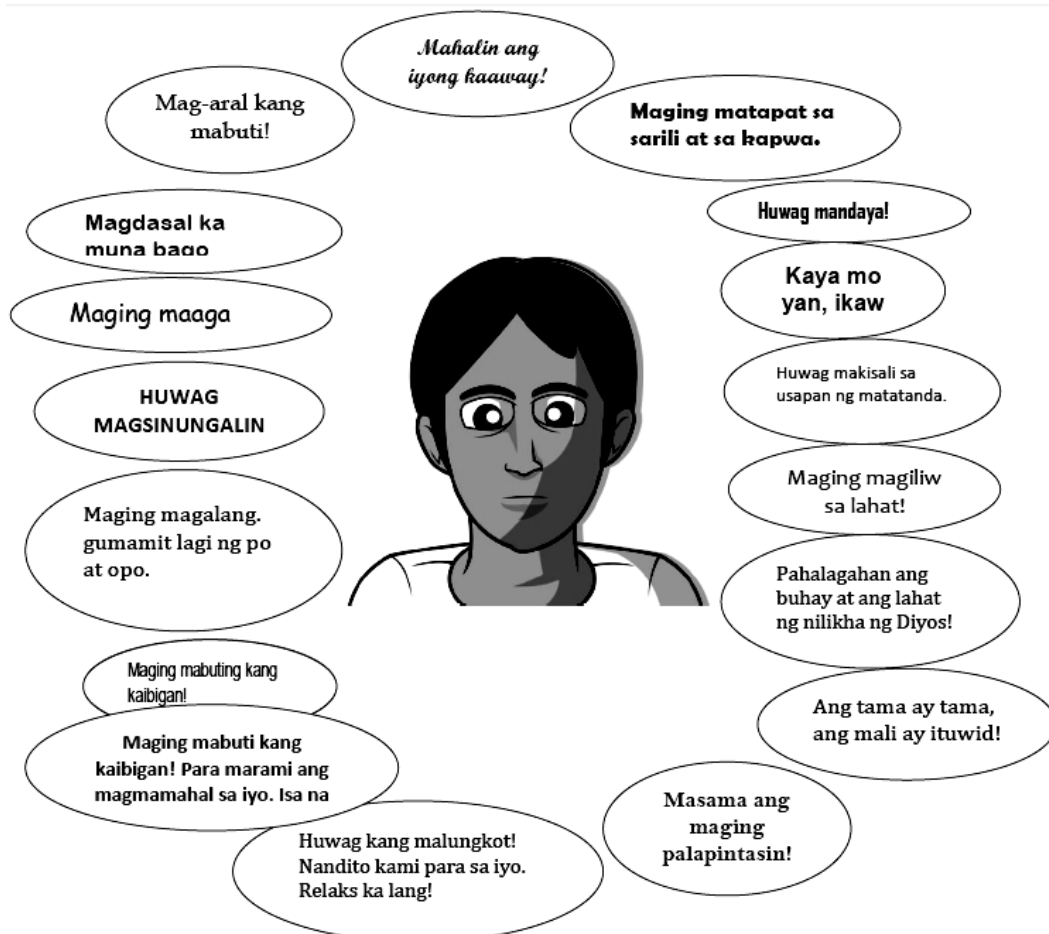 Mahalin ang
iyong kaaway!
Mag-aral kang
mabuti!
Maging matapat sa
sarili at sa kapwa.
Magdasal ka
muna bago
Huwag mandaya!
Maging maaga
Kaya mo
yan, ikaw
HUWAG
MAGSINUNGALIN
Huwag makisali sa
usapan ng matatanda.
Maging magalang.
gumamit lagi ng po
at opo.
Maging magiliw
sa lahat!
Pahalagahan ang
buhay at ang lahat
ng nilikha ng Diyos!
Maging mabuting kang
kaibigan!
Ang tama ay tama,
ang mali ay ituwid!
Maging mabuti kang
kaibigan! Para marami ang
magmamahal sa iyo. Isa na
Masama ang
maging
palapintasin!
Huwag kang malungkot!
Nandito kami para sa iyo.
Relaks ka lang!